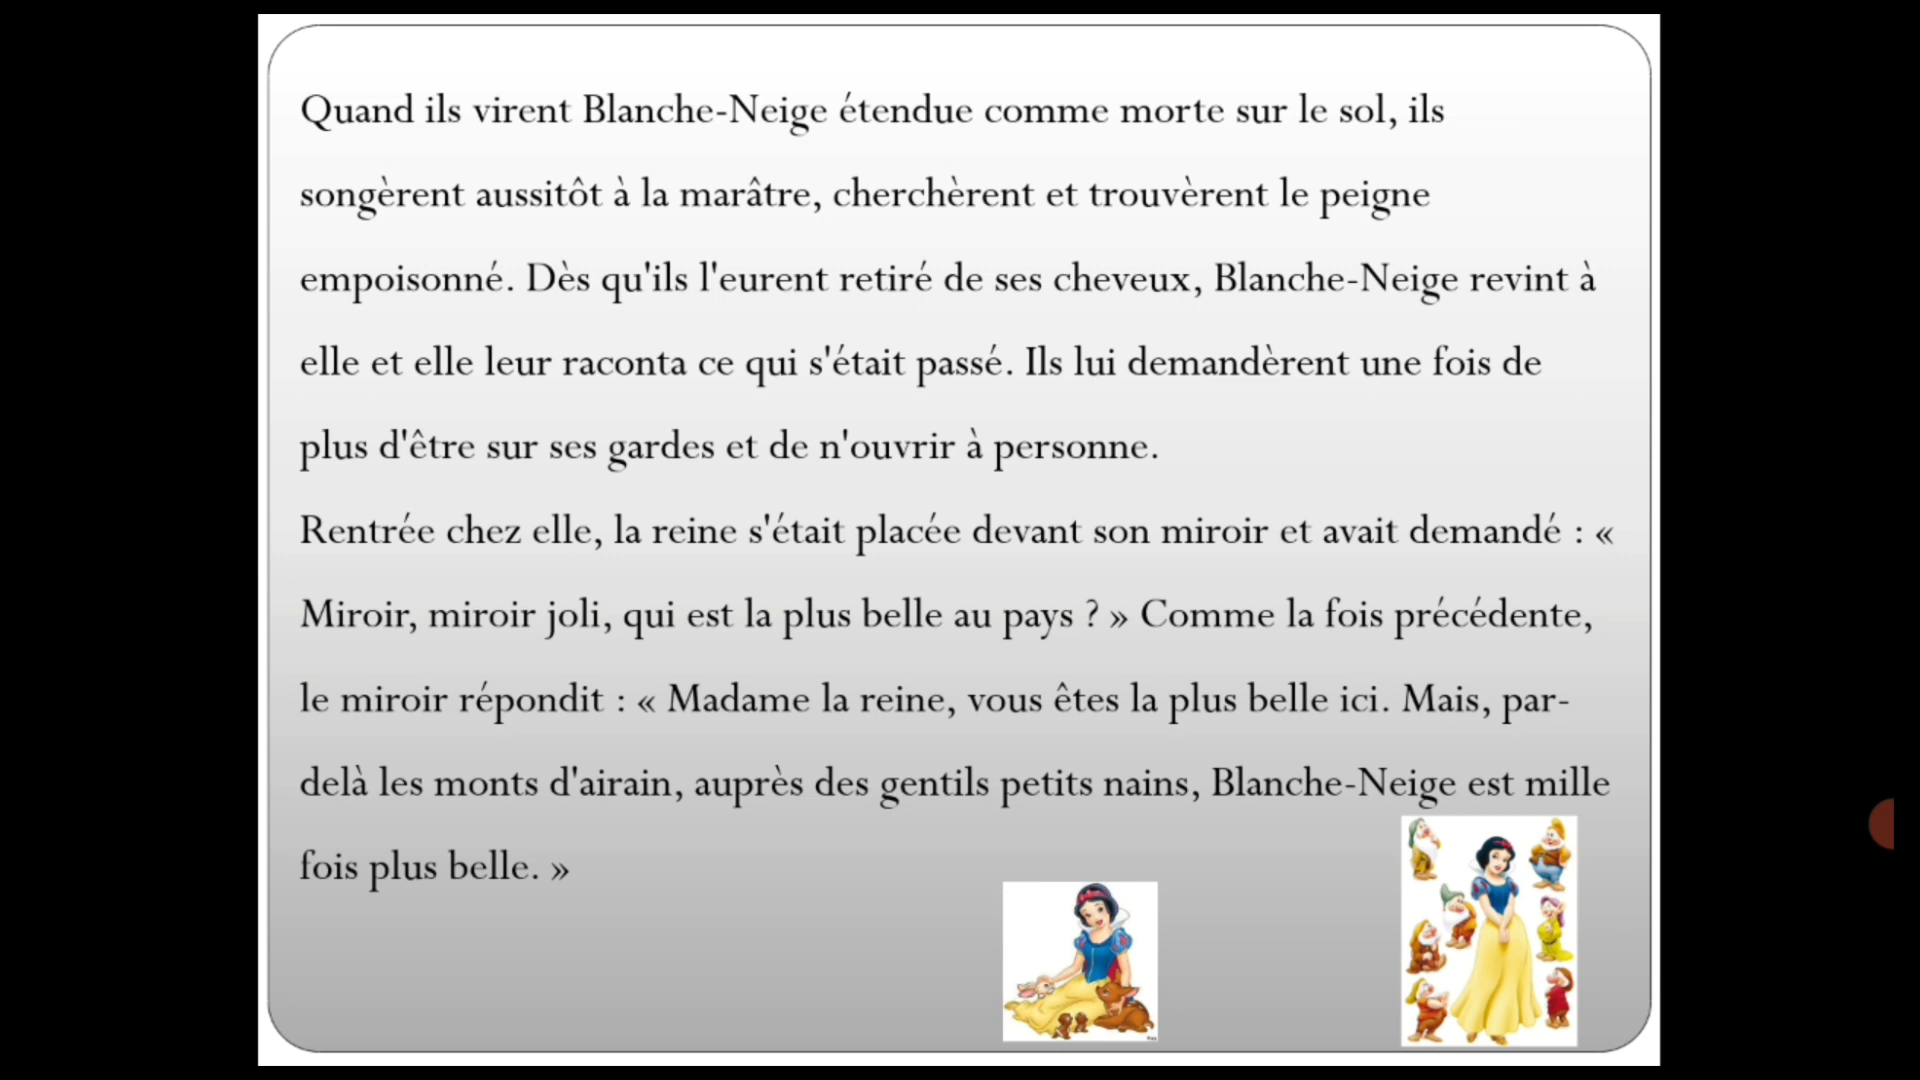 Quand ils virent Blanche-Neige étendue comme morte sur le sol, ils
songèrent aussitôt à la marâtre, cherchèrent et trouvèrent le peigne
empoisonné. Dès qu'ils l'eurent retiré de ses cheveux, Blanche-Neige revint à
elle et elle leur raconta ce qui s'était passé. Ils lui demandèrent une fois de
plus d'être sur ses gardes et de n'ouvrir à personne.
Rentrée chez elle, la reine s'était placée devant son miroir et avait demandé : «
Miroir, miroir joli, qui est la plus belle au pays ? » Comme la fois précédente,
le miroir répondit : « Madame la reine, vous êtes la plus belle ici. Mais, par-
delà les monts d'airain, auprès des gentils petits nains, Blanche-Neige est mille
fois plus belle. »